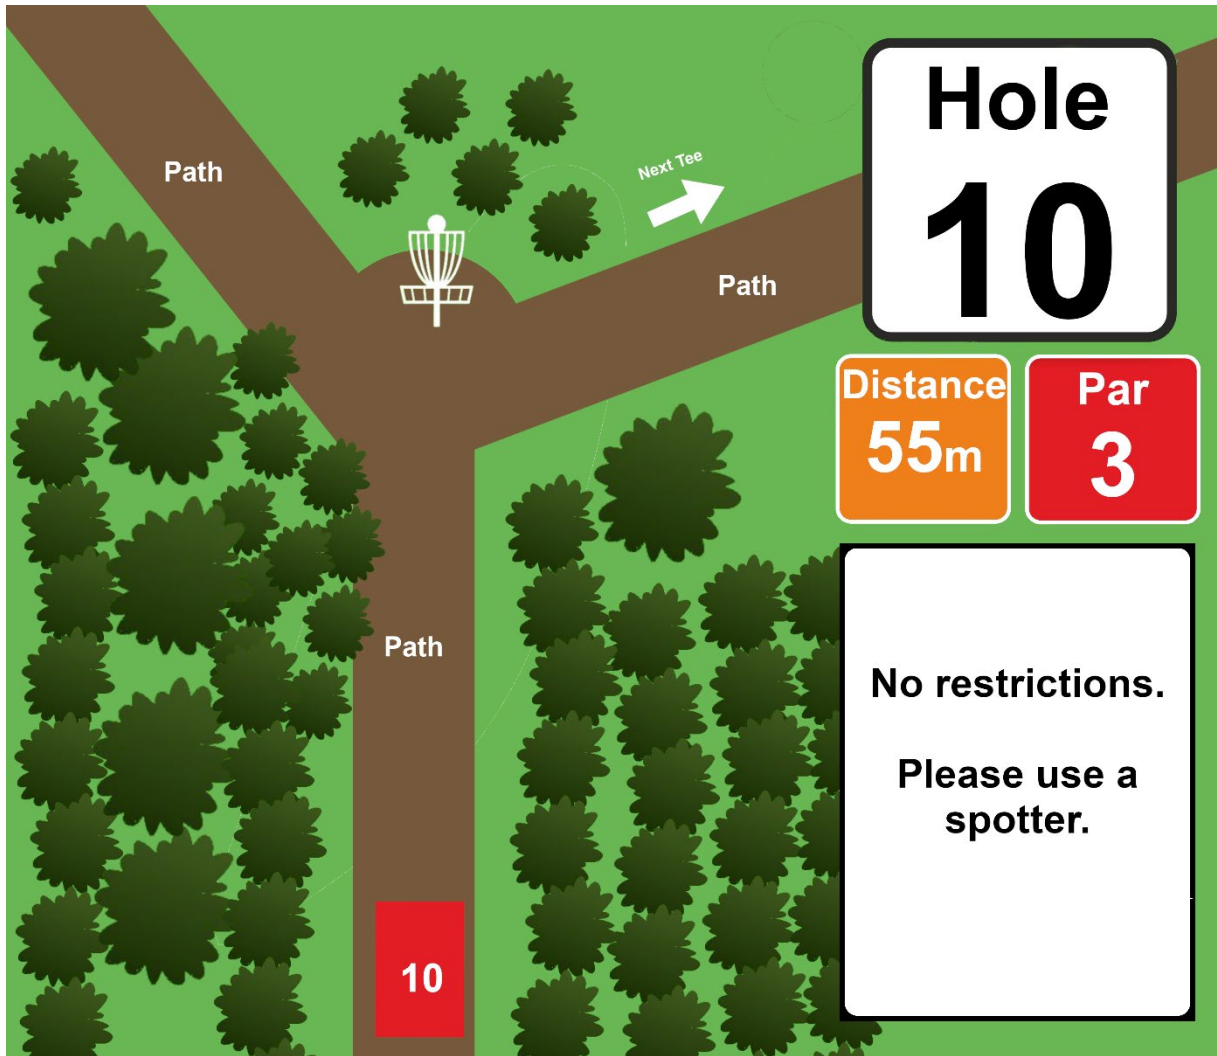 Hole
10
Path
Next Tee
Path
Distance
55m
Par
3
Path
No restrictions.
Please use a
spotter.
10